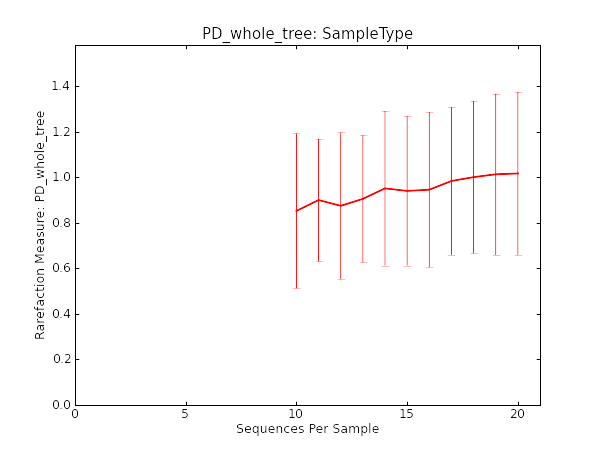 PD_whole_tree: SampleType
Rarefaction Measure: PD_whole_tree
1.4
1.2
1.0
0.8
0.6
0.4
0.2
0.0
0 5 10 15 20
Sequences Per Sample